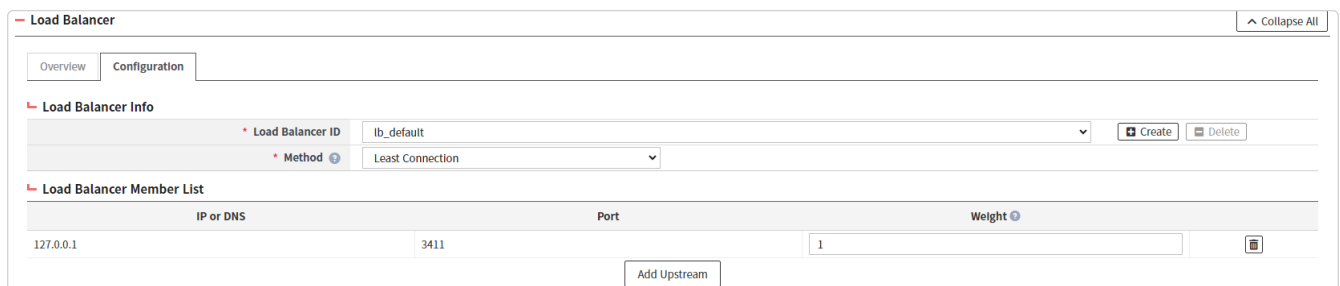 Load Balancer
Collapse All
Overview Configuration
Load Balancer Info
* Load Balancer ID lb_default Create Delete
* Method Least Connection
Load Balancer Member List
IP or DNS Port Weight
127.0.0.1 3411 1
Add Upstream